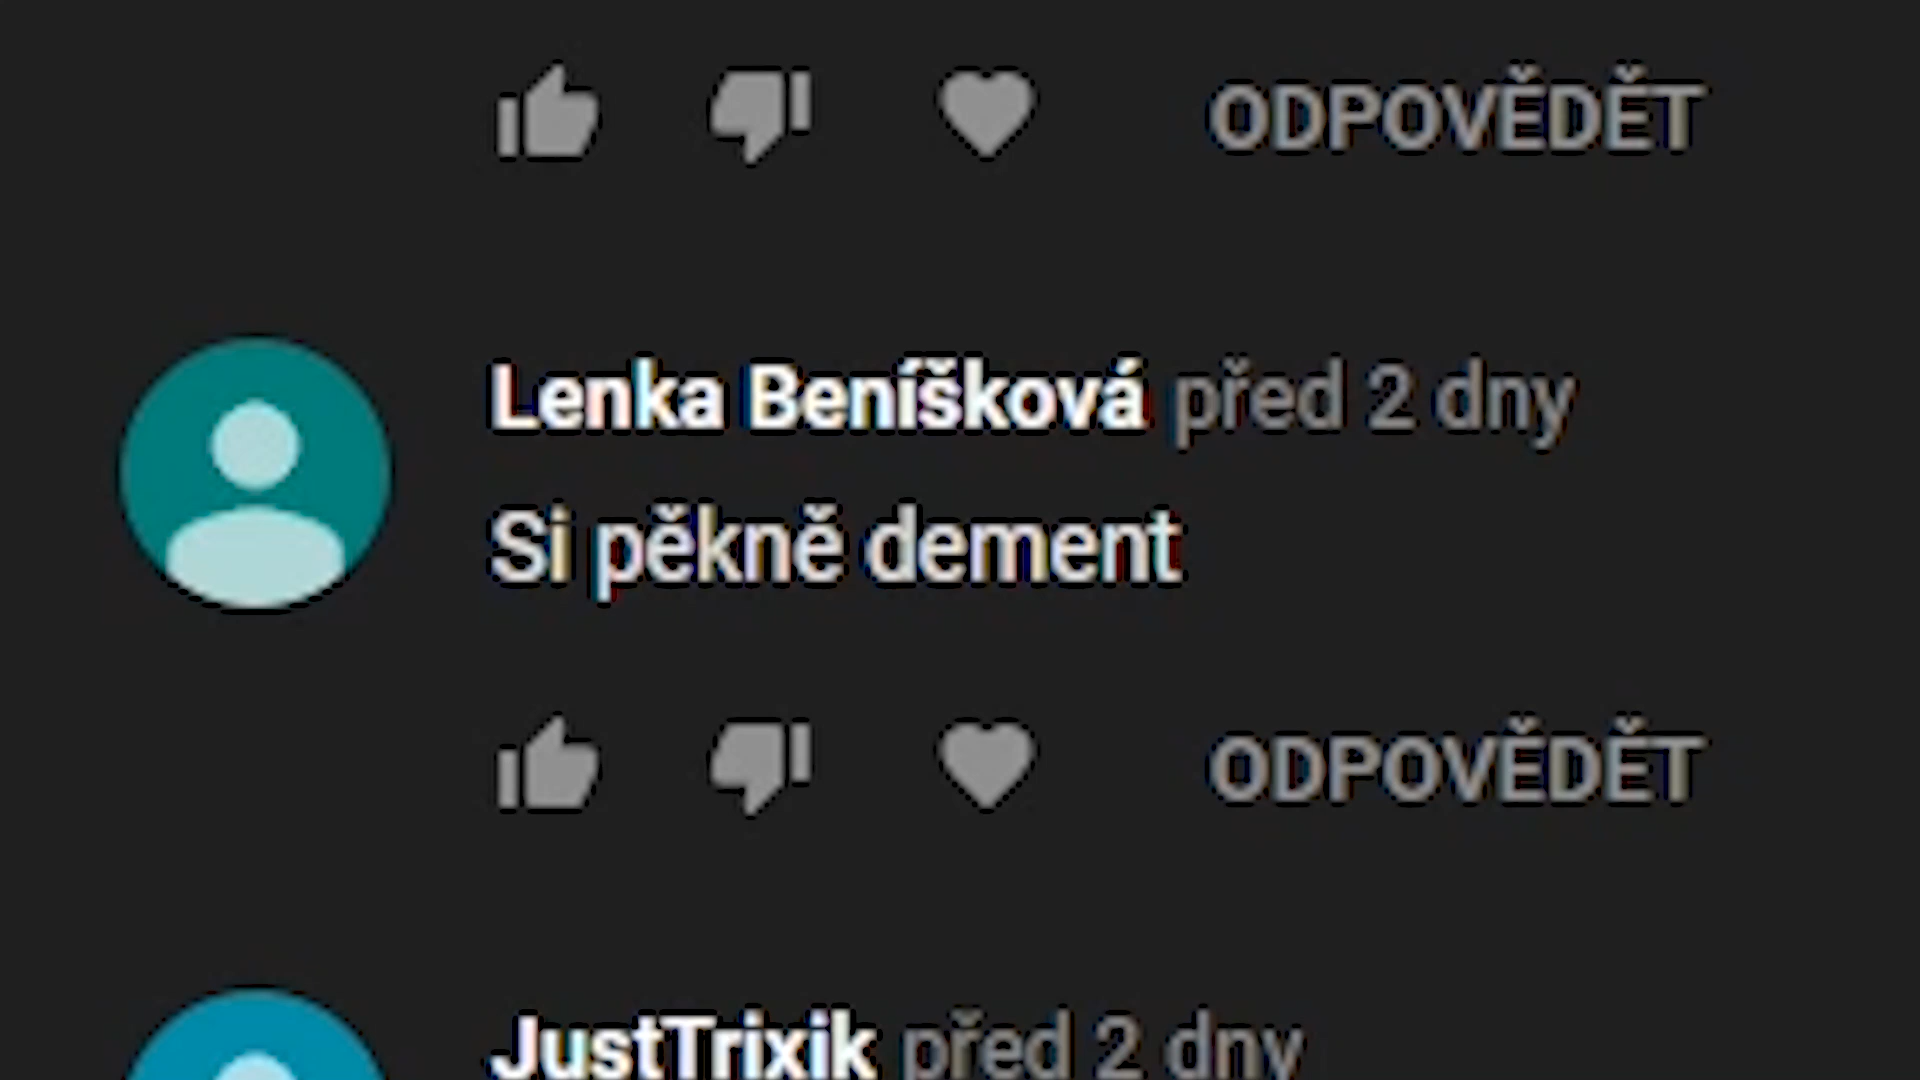 ODPOVĚDĚT
Lenka Beníšková před 2 dny
Si pěkně dement
ODPOVĚDĚT
JustTrixik před 2 dny